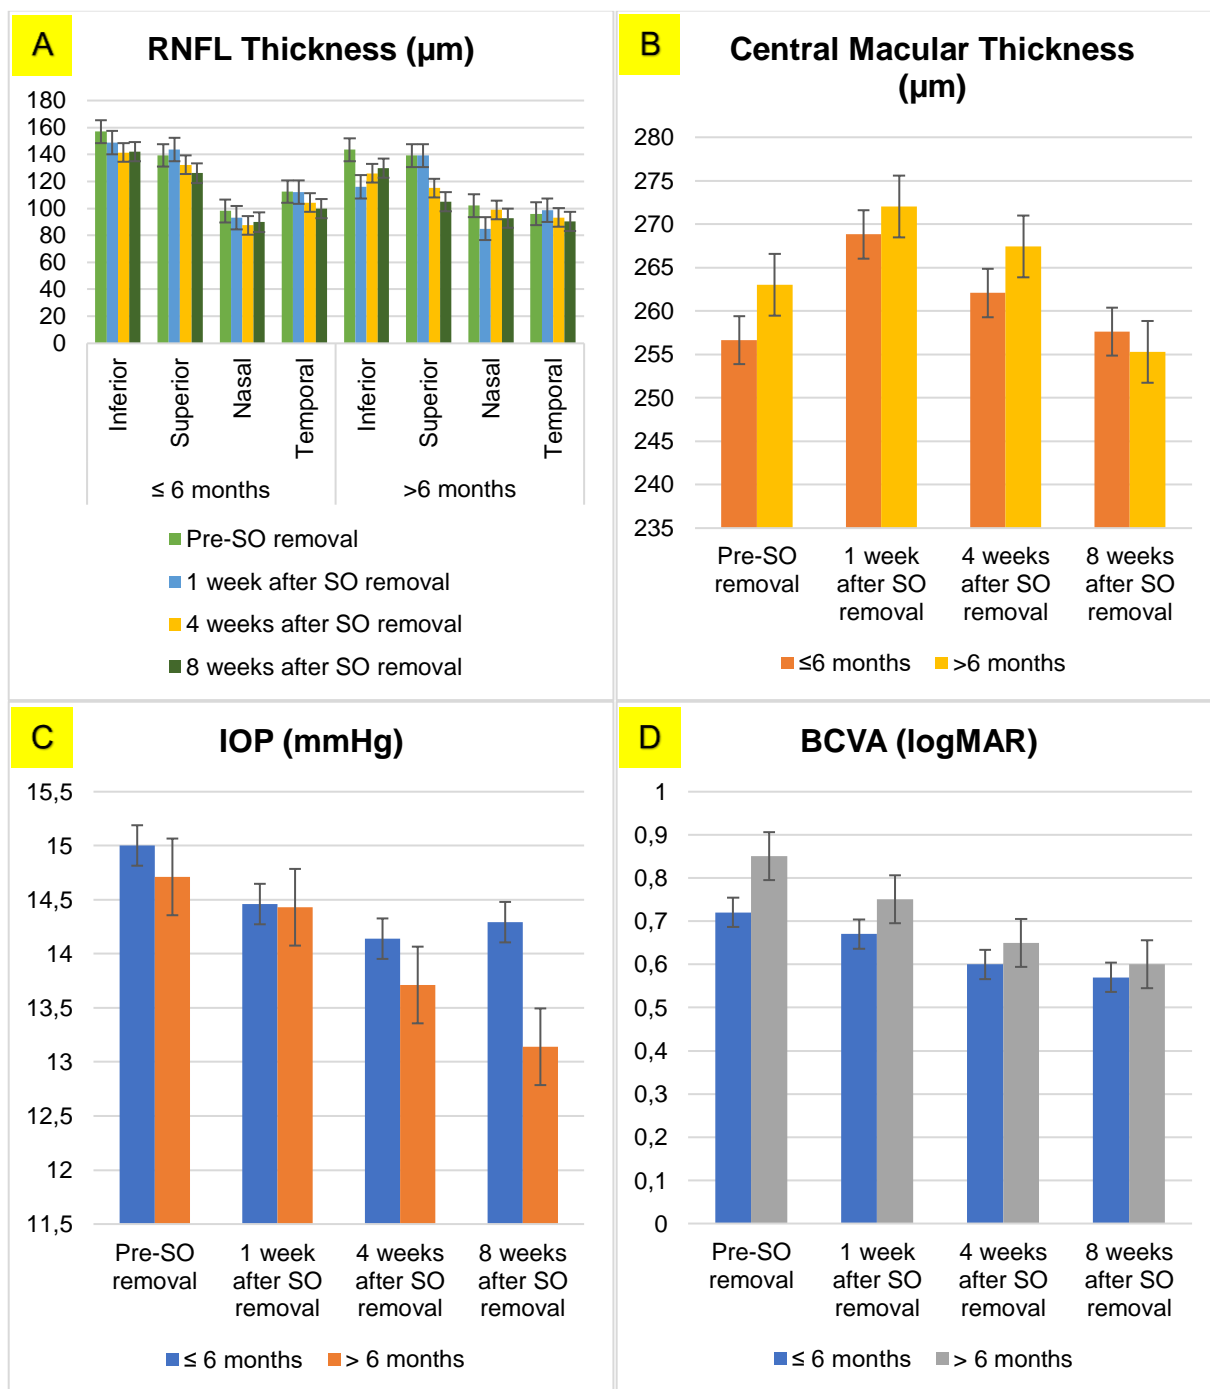 A
RNFL Thickness (µm)
180
160
140
120
100
80
60
40
20
0
Inferior
Superior
Nasal
Temporal
Inferior
Superior
Nasal
Temporal
≤ 6 months
>6 months
Pre-SO removal
1 week after SO removal
4 weeks after SO removal
8 weeks after SO removal
B
Central Macular Thickness
(µm)
280
275
270
265
260
255
250
245
240
235
Pre-SO
removal
1 week
after SO
removal
4 weeks
after SO
removal
8 weeks
after SO
removal
≤6 months
>6 months
C
IOP (mmHg)
15,5
15
14,5
14
13,5
13
12,5
12
11,5
Pre-SO
removal
1 week
after SO
removal
4 weeks
after SO
removal
8 weeks
after SO
removal
≤ 6 months
> 6 months
D
BCVA (logMAR)
1
0,9
0,8
0,7
0,6
0,5
0,4
0,3
0,2
0,1
0
Pre-SO
removal
1 week
after SO
removal
4 weeks
after SO
removal
8 weeks
after SO
removal
≤ 6 months
> 6 months